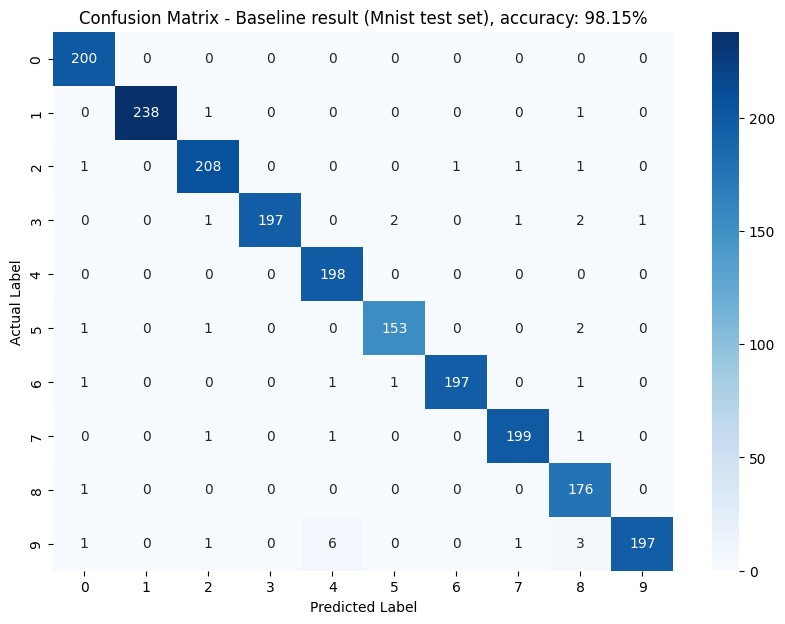 Confusion Matrix - Baseline result (Mnist test set), accuracy: 98.15%
0 200 0 0 0 0 0 0 0 0 0
1 0 238 1 0 0 0 0 0 1 0
2 1 0 208 0 0 0 1 1 1 0
3 0 0 1 197 0 2 0 1 2 1
4 0 0 0 0 198 0 0 0 0 0
5 1 0 1 0 0 153 0 0 2 0
6 1 0 0 0 1 1 197 0 1 0
7 0 0 1 0 1 0 0 199 1 0
8 1 0 0 0 0 0 0 0 176 0
9 1 0 1 0 6 0 0 1 3 197
0 1 2 3 4 5 6 7 8 9
Predicted Label
Actual Label
200
150
100
50
0